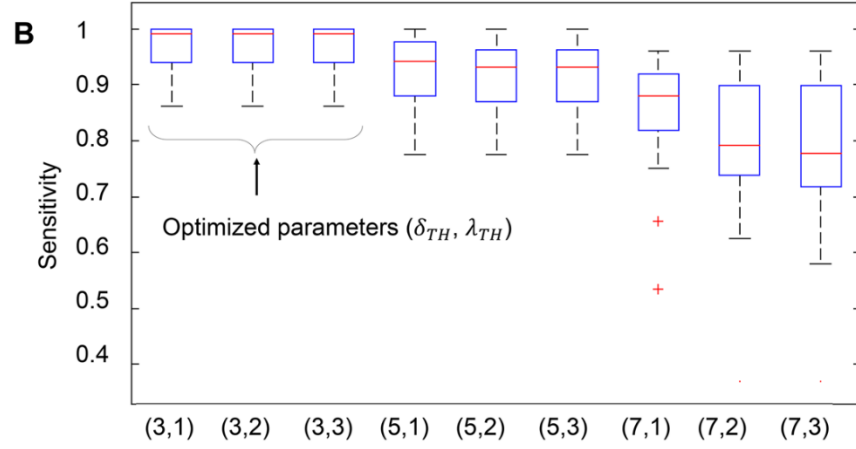 B
1
0.9
0.8
0.7
0.6
0.5
0.4
Sensitivity
Optimized parameters (δ_TH, λ_TH)
(3,1) (3,2) (3,3) (5,1) (5,2) (5,3) (7,1) (7,2) (7,3)